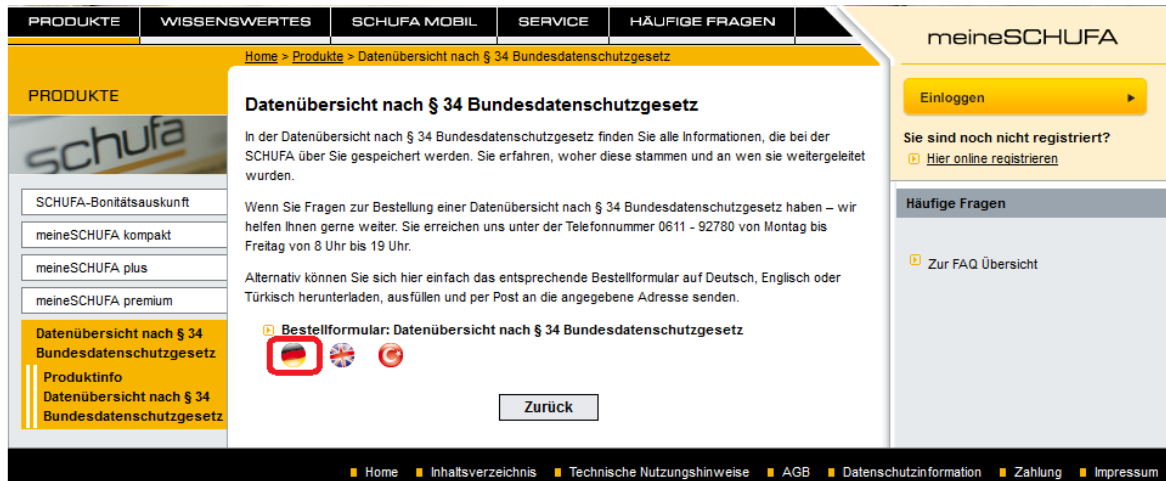 PRODUKTE
WISSENSWERTES
SCHUFA MOBIL
SERVICE
HÄUFIGE FRAGEN
meineSCHUFA
Home > Produkte > Datenübersicht nach § 34 Bundesdatenschutzgesetz
PRODUKTE
schufa
SCHUFA-Bonitätsauskunft
meineSCHUFA kompakt
meineSCHUFA plus
meineSCHUFA premium
Datenübersicht nach § 34
Bundesdatenschutzgesetz
Produktinfo
Datenübersicht nach § 34
Bundesdatenschutzgesetz
Datenübersicht nach § 34 Bundesdatenschutzgesetz
In der Datenübersicht nach § 34 Bundesdatenschutzgesetz finden Sie alle Informationen, die bei der
SCHUFA über Sie gespeichert werden. Sie erfahren, woher diese stammen und an wen sie weitergeleitet
wurden.
Wenn Sie Fragen zur Bestellung einer Datenübersicht nach § 34 Bundesdatenschutzgesetz haben – wir
helfen Ihnen gerne weiter. Sie erreichen uns unter der Telefonnummer 0611 - 92780 von Montag bis
Freitag von 8 Uhr bis 19 Uhr.
Alternativ können Sie sich hier einfach das entsprechende Bestellformular auf Deutsch, Englisch oder
Türkisch herunterladen, ausfüllen und per Post an die angegebene Adresse senden.
Bestellformular: Datenübersicht nach § 34 Bundesdatenschutzgesetz
Zurück
Einloggen
Sie sind noch nicht registriert?
Hier online registrieren
Häufige Fragen
Zur FAQ Übersicht
Home
Inhaltsverzeichnis
Technische Nutzungshinweise
AGB
Datenschutzinformation
Zahlung
Impressum